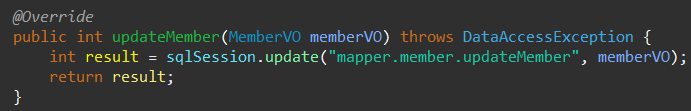 @Override
public int updateMember(MemberVO memberVO) throws DataAccessException {
    int result = sqlSession.update("mapper.member.updateMember", memberVO);
    return result;
}